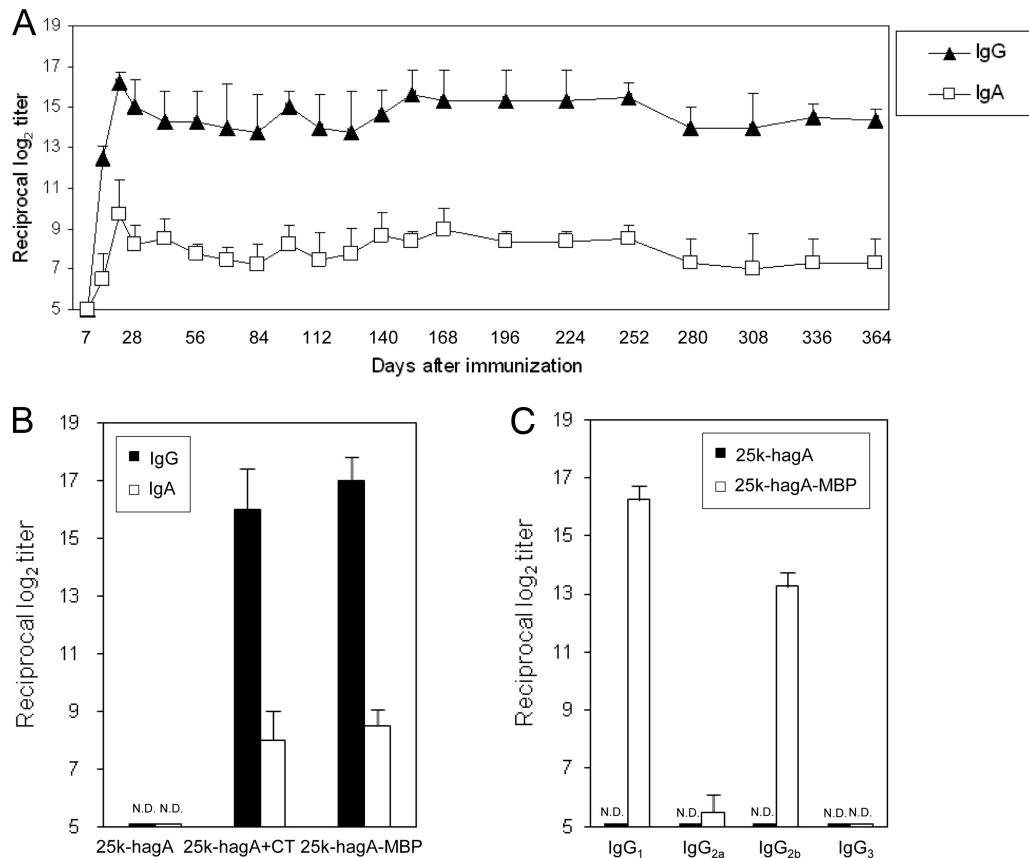 A
19
17
15
13
11
9
7
5
Reciprocal log2 titer
7 28 56 84 112 140 168 196 224 252 280 308 336 364
Days after immunization
IgG
IgA
B
19
17
15
13
11
9
7
5
Reciprocal log2 titer
IgG
IgA
N.D. N.D.
25k-hagA 25k-hagA+CT 25k-hagA-MBP
C
19
17
15
13
11
9
7
5
Reciprocal log2 titer
25k-hagA
25k-hagA-MBP
N.D. N.D. N.D. N.D. N.D.
IgG1 IgG2a IgG2b IgG3